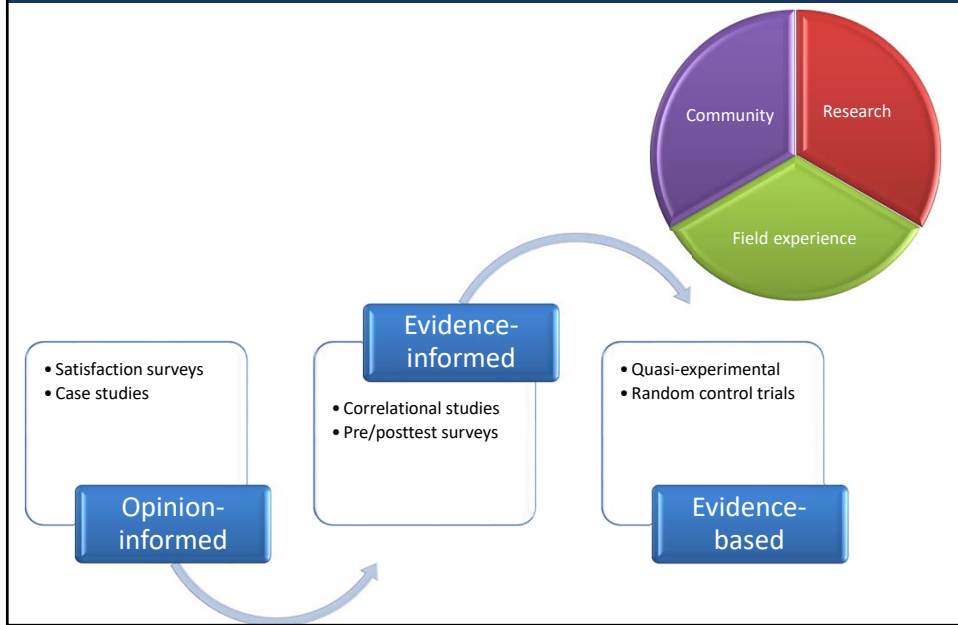 Community
Research
Field experience
• Satisfaction surveys
• Case studies
Opinion-
informed
Evidence-
informed
• Correlational studies
• Pre/posttest surveys
• Quasi-experimental
• Random control trials
Evidence-
based